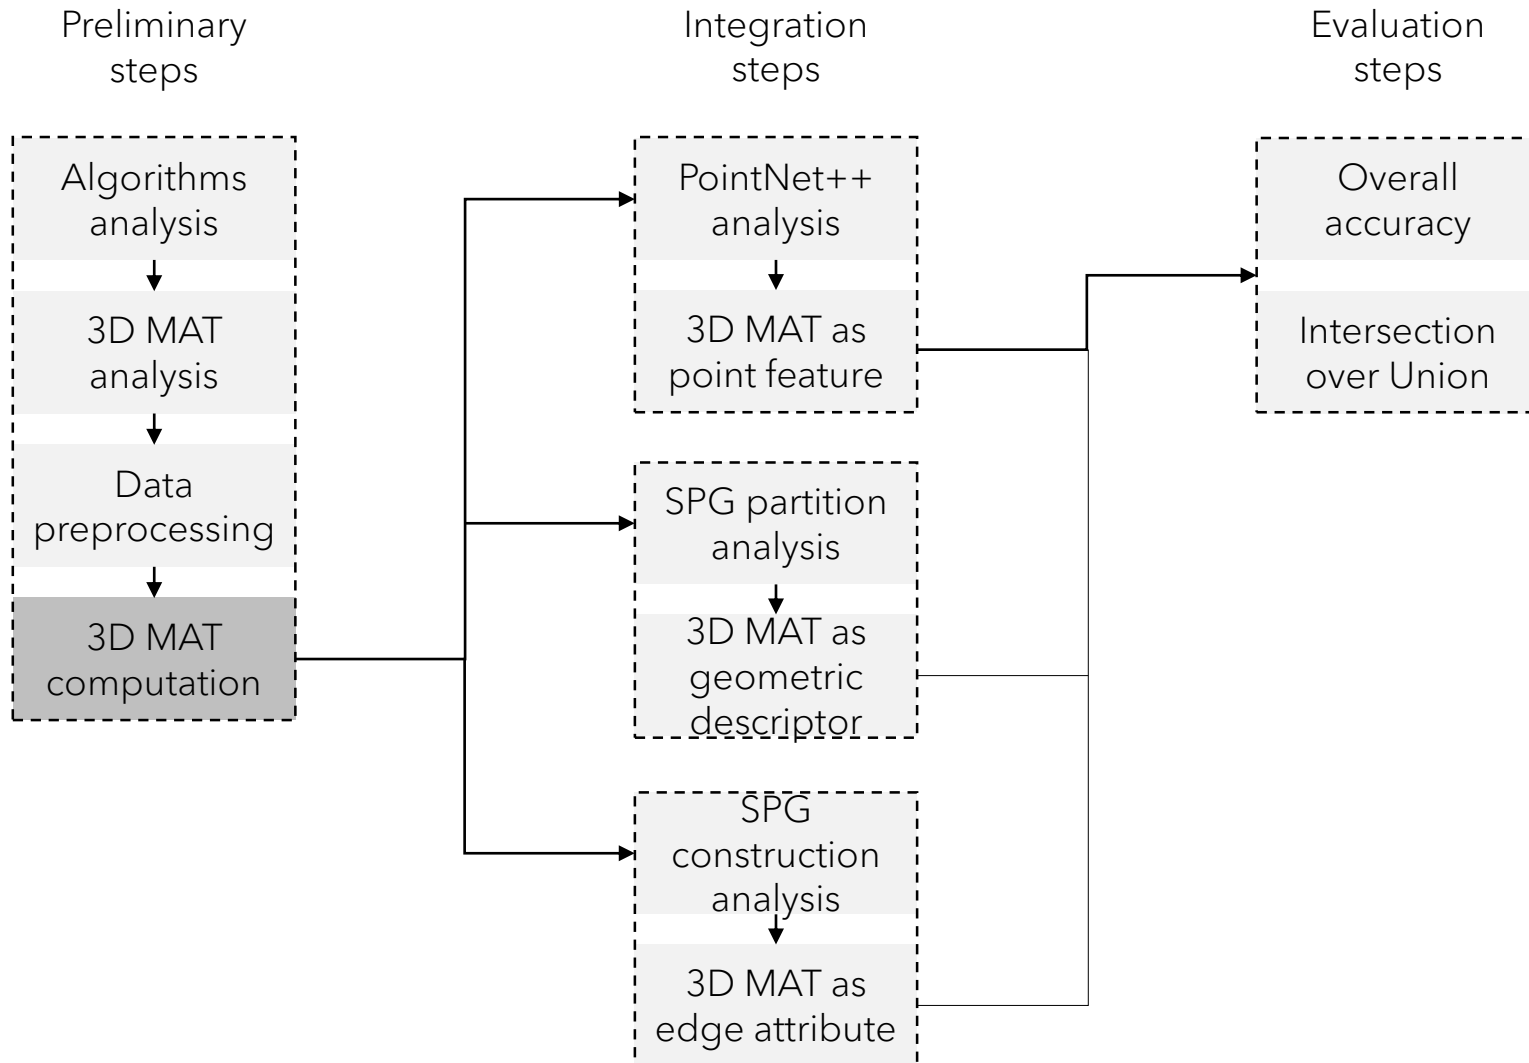 Preliminary
steps
Algorithms
analysis
3D MAT
analysis
Data
preprocessing
3D MAT
computation
Integration
steps
PointNet++
analysis
3D MAT as
point feature
SPG partition
analysis
3D MAT as
geometric
descriptor
SPG
construction
analysis
3D MAT as
edge attribute
Evaluation
steps
Overall
accuracy
Intersection
over Union